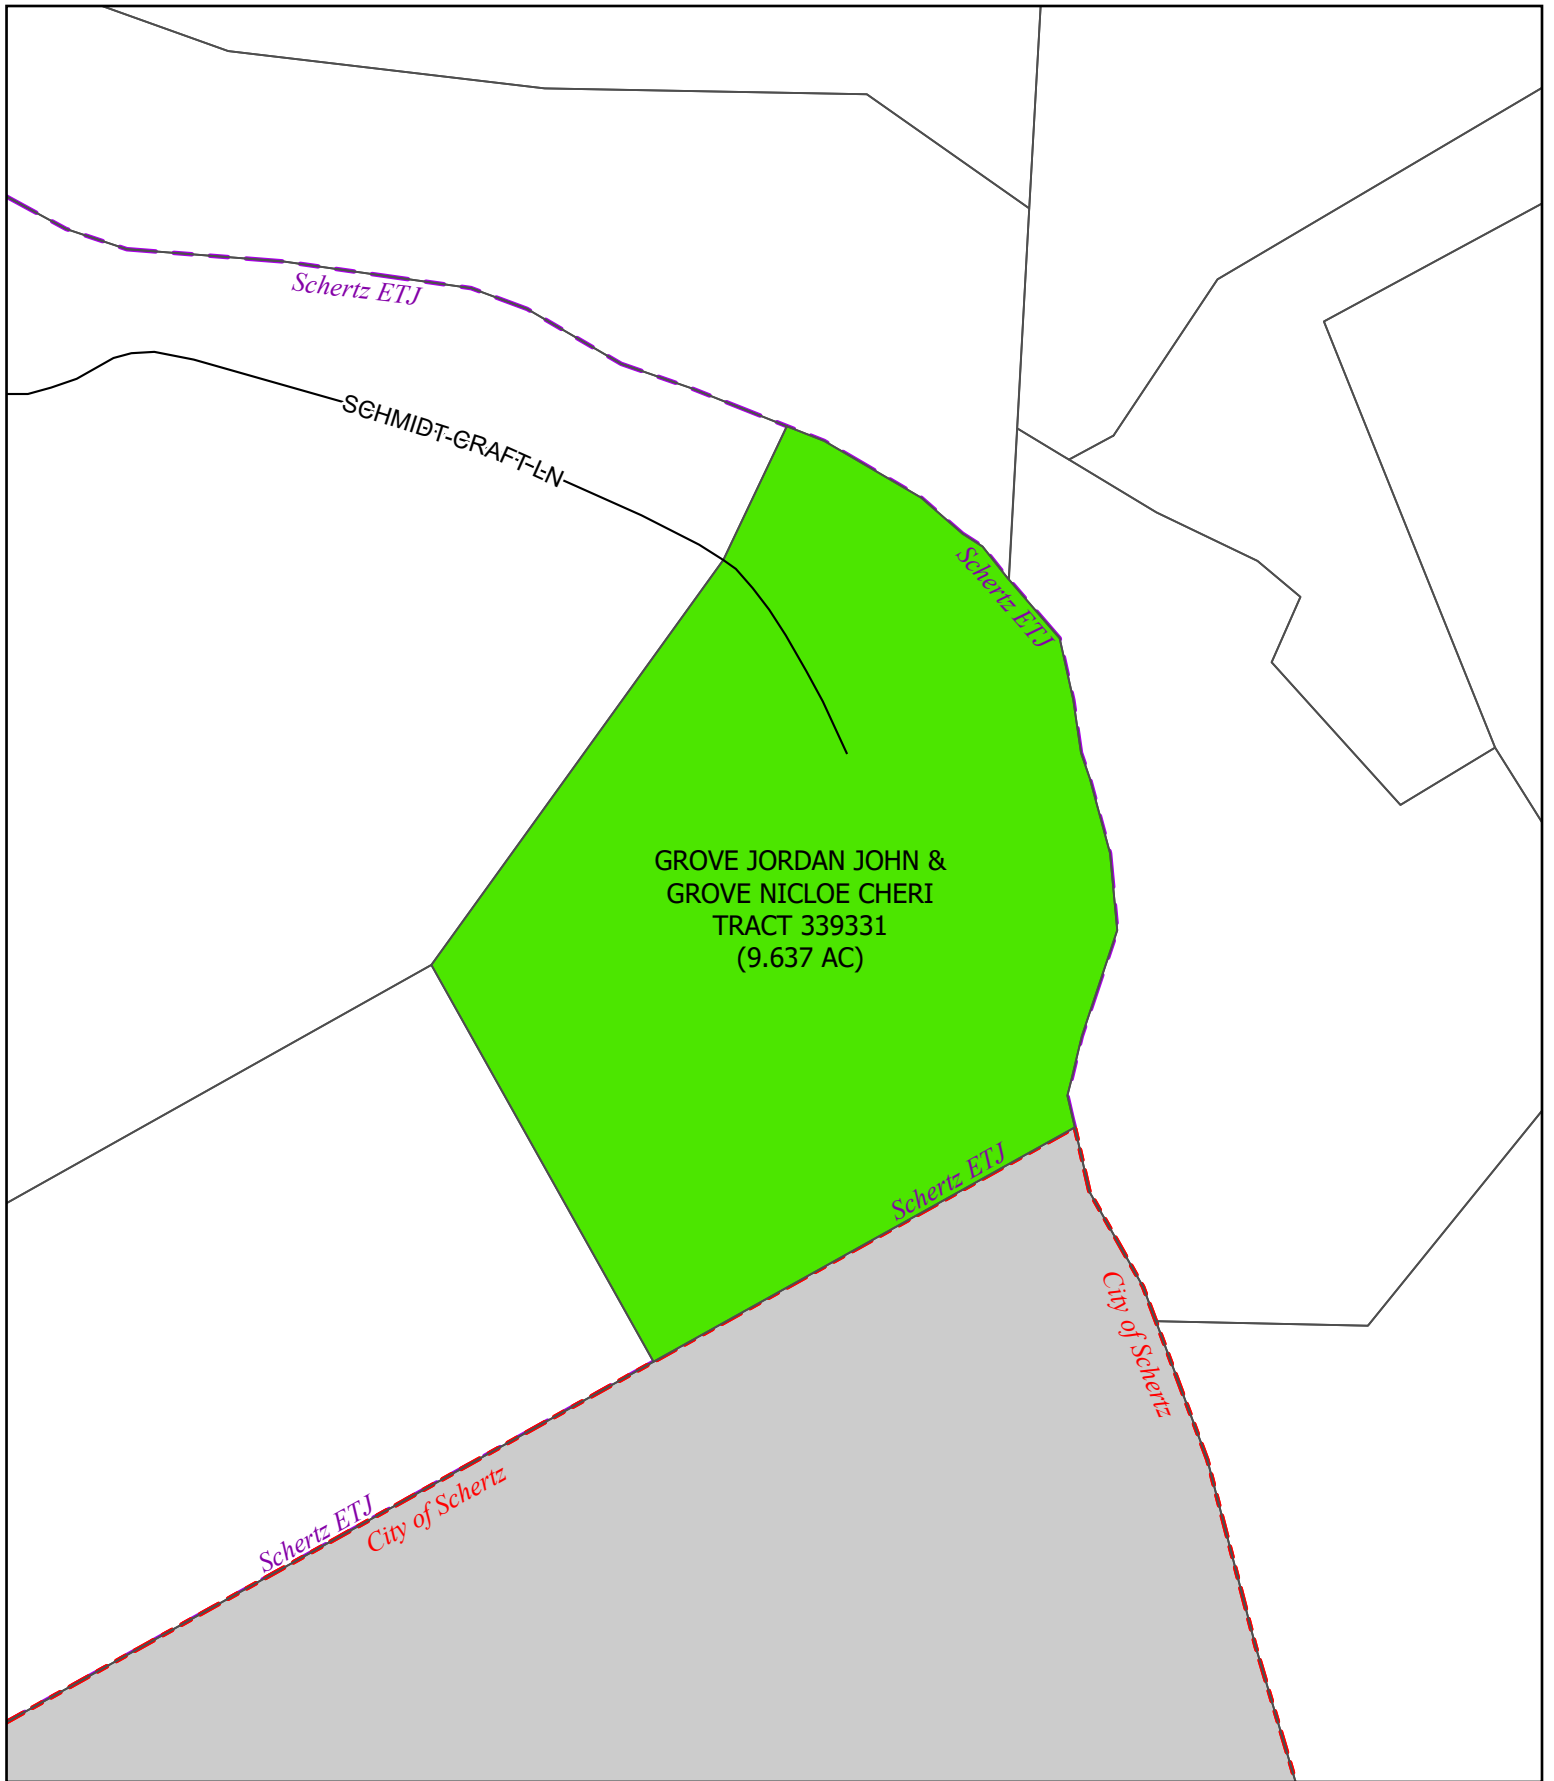 Schertz ETJ
SCHMIDT-CRAFT-LN
Schertz ETJ
GROVE JORDAN JOHN &
GROVE NICLOE CHERI
TRACT 339331
(9.637 AC)
Schertz ETJ
City of Schertz
Schertz ETJ
City of Schertz